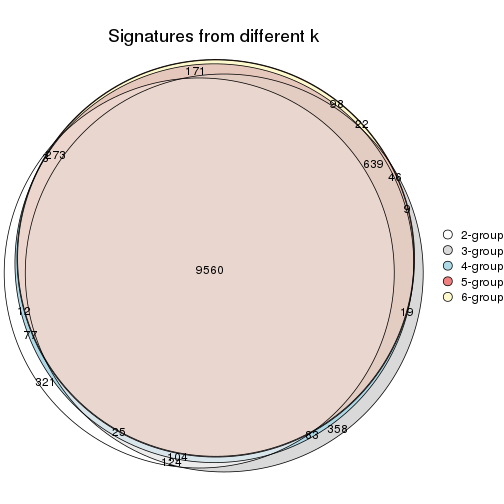 Signatures from different k
171
98
22
273
639
46
9
9560
2-group
3-group
4-group
5-group
6-group
12
19
77
321
25
83
358
104
124